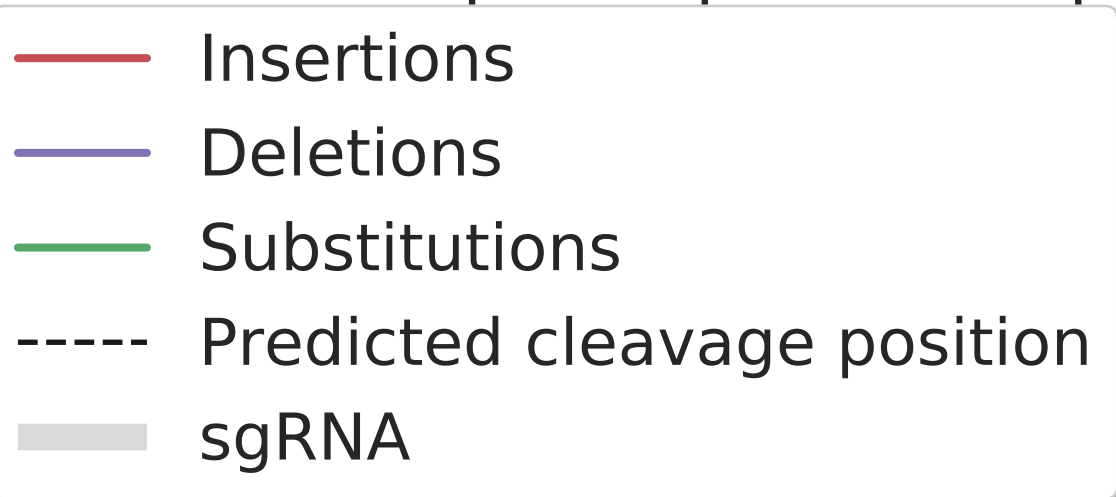 Insertions
Deletions
Substitutions
Predicted cleavage position
sgRNA